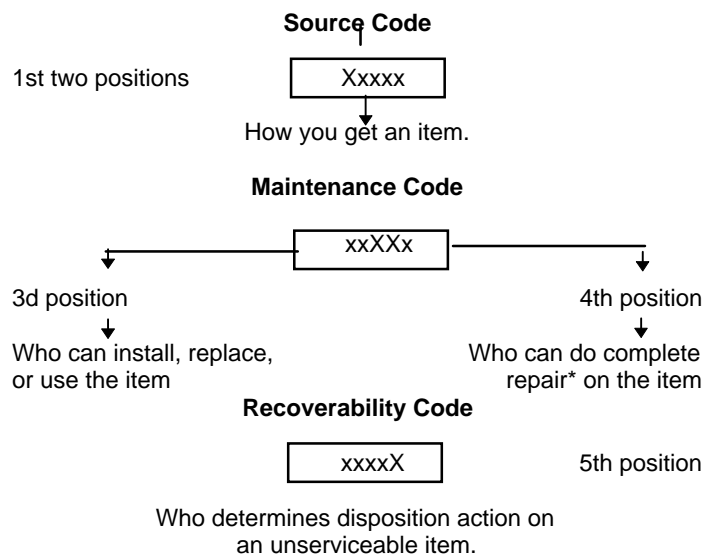 Source Code
1st two positions Xxxxx
How you get an item.
Maintenance Code
xxXXx
3d position 4th position
Who can install, replace, Who can do complete
or use the item repair* on the item
Recoverability Code
xxxxX 5th position
Who determines disposition action on
an unserviceable item.